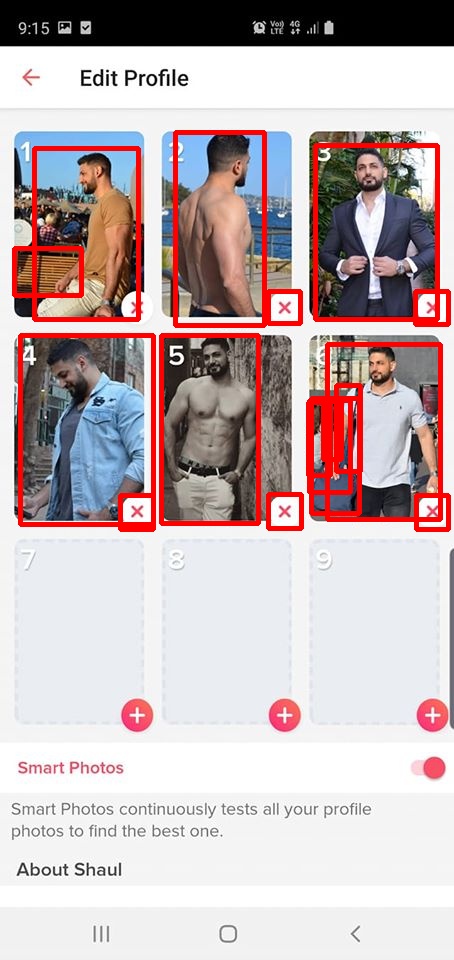 9:15
Vo)) LTE 4G
Edit Profile
1
2
3
4
5
6
7
8
9
Smart Photos
Smart Photos continuously tests all your profile
photos to find the best one.
About Shaul